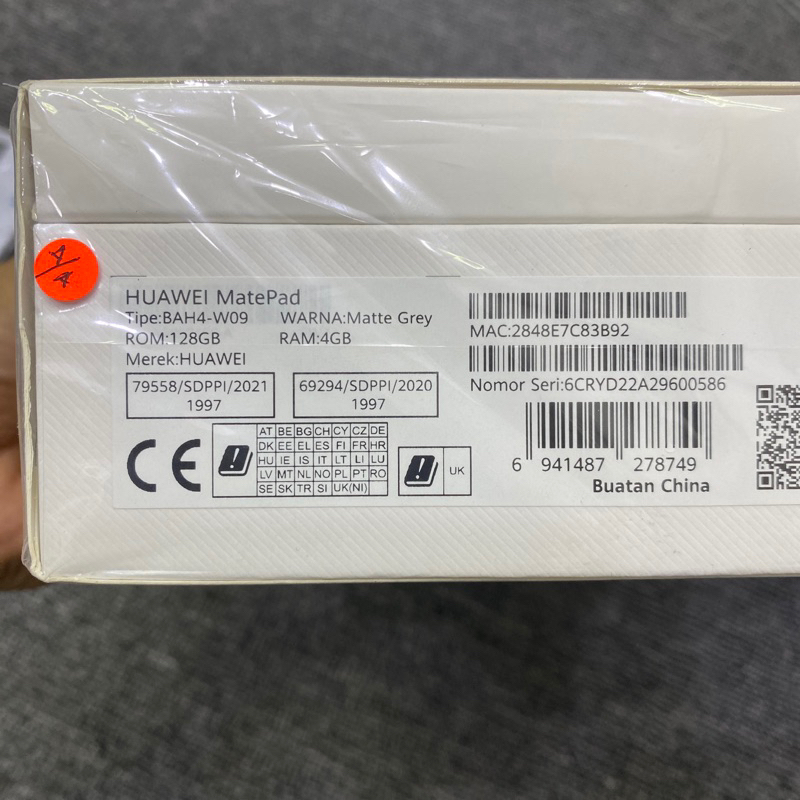 A/A
HUAWEI MatePad
Tipe:BAH4-W09 WARNA:Matte Grey
ROM:128GB RAM:4GB
Merek:HUAWEI
79558/SDPPI/2021
1997
69294/SDPPI/2020
1997
CE
AT BE BG CH CY CZ DE
DK EE EL ES FI FR HR
HU IE IS IT LT LI LU
LV MT NL NO PL PT RO
SE SK TR SI UK(NI)
UK
MAC:2848E7C83B92
Nomor Seri:6CRYD22A29600586
6 941487 278749
Buatan China